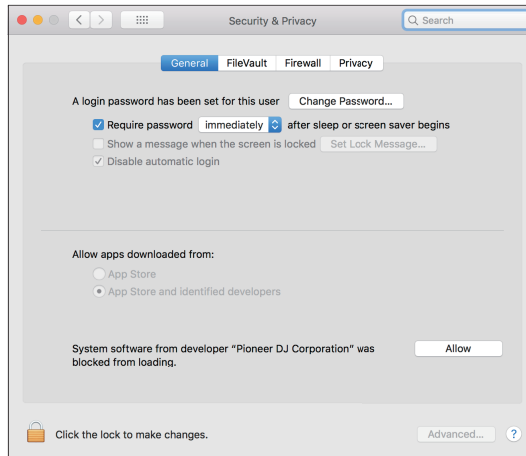 Security & Privacy
Search
General FileVault Firewall Privacy
A login password has been set for this user Change Password...
Require password immediately after sleep or screen saver begins
Show a message when the screen is locked Set Lock Message...
Disable automatic login
Allow apps downloaded from:
App Store
App Store and identified developers
System software from developer “Pioneer DJ Corporation” was Allow
blocked from loading.
Click the lock to make changes. Advanced... ?